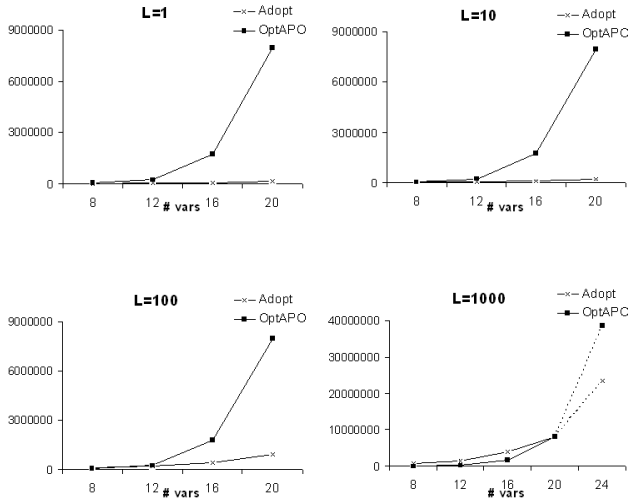 L=1
Adopt
OptAPO
9000000
6000000
3000000
0
8 12 16 20
# vars
L=10
Adopt
OptAPO
9000000
6000000
3000000
0
8 12 16 20
# vars
L=100
Adopt
OptAPO
9000000
6000000
3000000
0
8 12 16 20
# vars
L=1000
Adopt
OptAPO
40000000
30000000
20000000
10000000
0
8 12 16 20 24
# vars